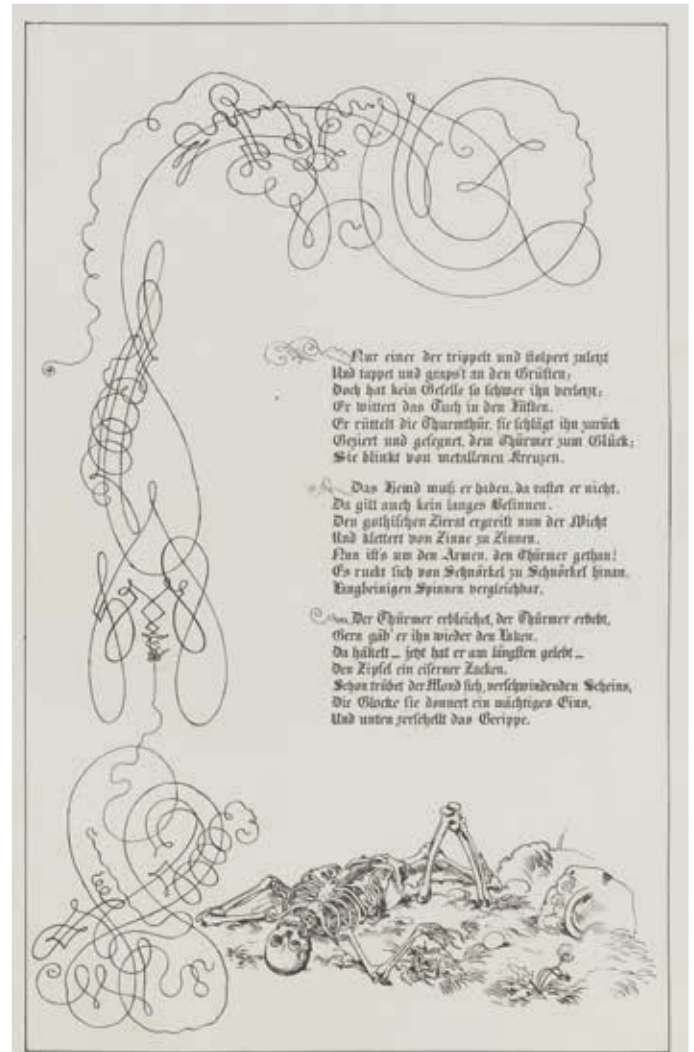 Nur einer der trippelt und stolpert zuletzt
Und tappet und grapst an den Grüften;
Doch hat kein Geselle so schwer ihn verletzt;
Er wittert das Tuch in den Lüften.
Er rüttelt die Thurmthür, sie schlägt ihn zurück
Geziert und gesegnet, dem Thürmer zum Glück;
Sie blinkt von metallenen Kreuzen.
Das Hemd muß er haben, da rastet er nicht,
Da gilt auch kein langes Besinnen.
Den gothischen Zierat ergreift nun der Wicht
Und klettert von Zinne zu Zinnen.
Nun ist's um den Armen, den Thürmer gethan!
Es ruckt sich von Schnörkel zu Schnörkel hinan,
Langbeinigen Spinnen vergleichbar.
Der Thürmer erbleichet, der Thürmer erbebt,
Gern gäb' er ihn wieder den Laken.
Da häkelt – jetzt hat er am längsten gelebt –
Den Zipfel ein eiserner Zacken.
Schon trübet der Mond sich, verschwindenden Scheins,
Die Glocke sie donnert ein mächtiges Eins,
Und unten zerschellt das Gerippe.